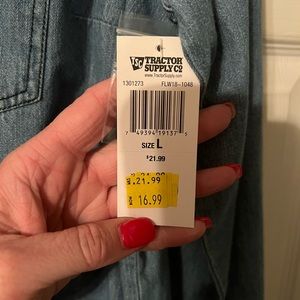 TRACTOR
SUPPLY CO
www.TractorSupply.com
1301273 FLW18-1048
7 49394 19137 5
SIZE L
$21.99
21.99
16.99